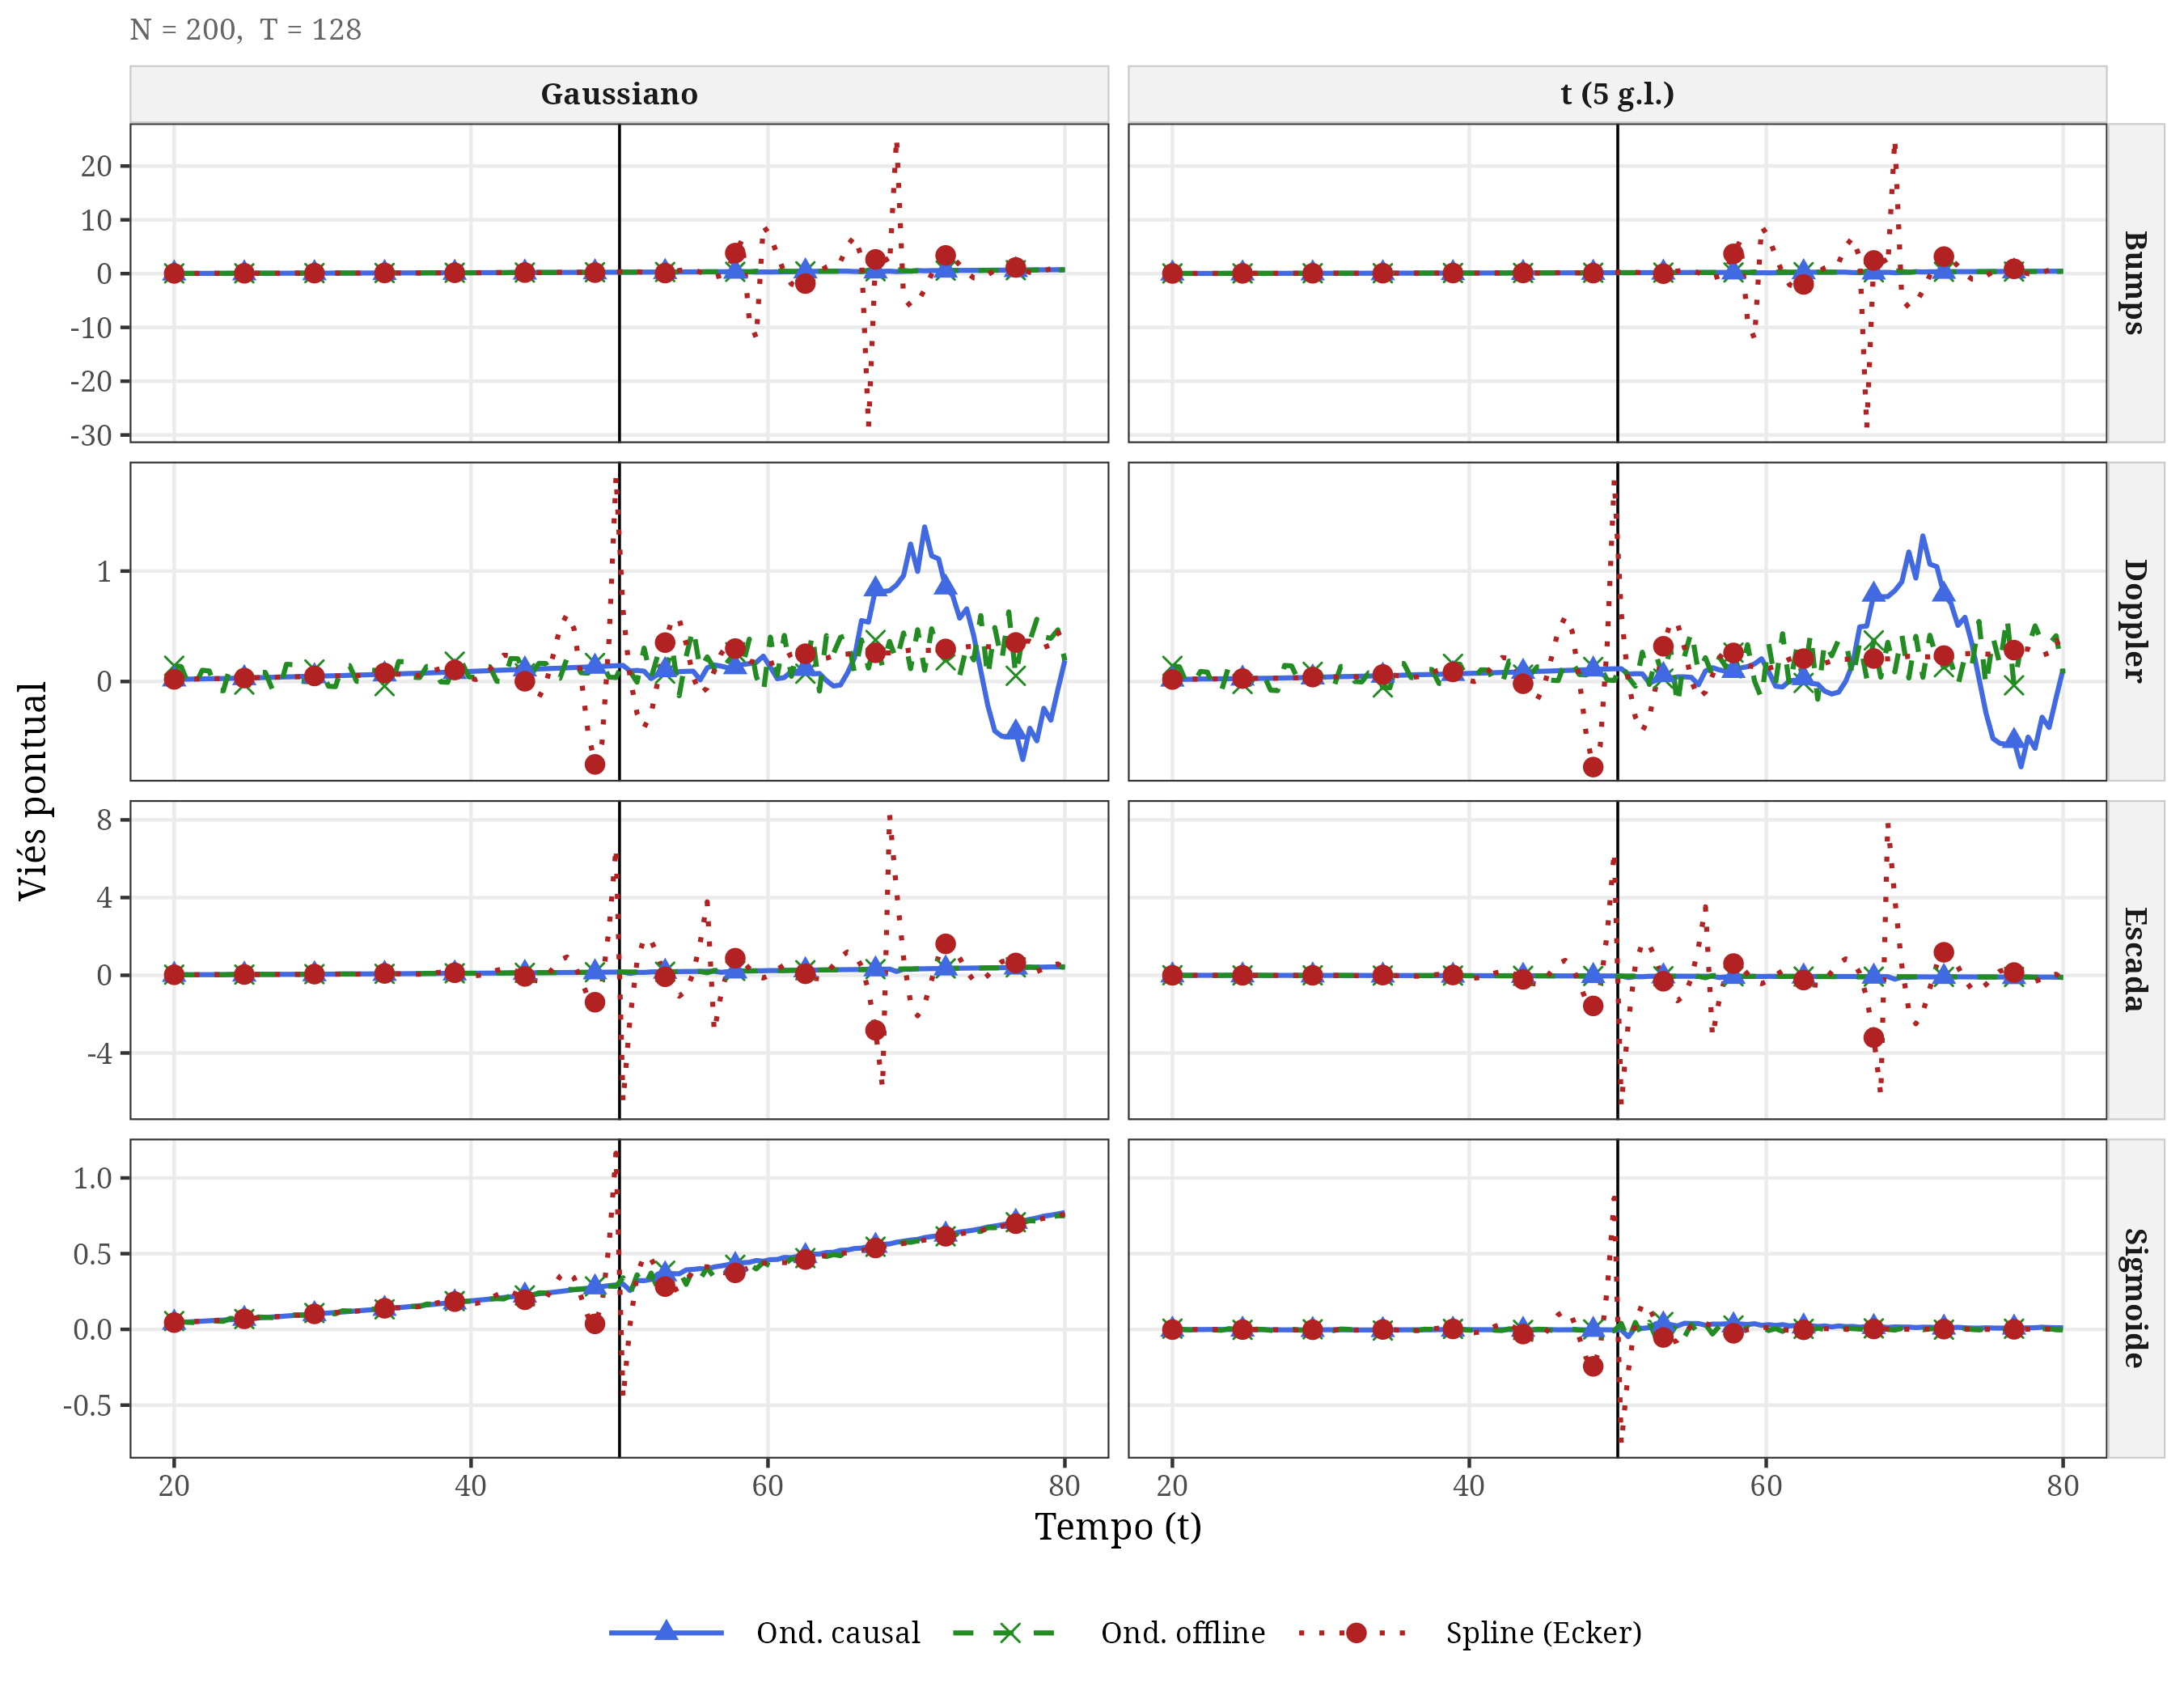 N = 200, T = 128
Gaussiano
t (5 g.l.)
Viés pontual
20
10
0
-10
-20
-30
Bumps
1
0
Doppler
8
4
0
-4
Escada
1.0
0.5
0.0
-0.5
Sigmoide
20
40
60
80
20
40
60
80
Tempo (t)
Ond. causal
Ond. offline
Spline (Ecker)